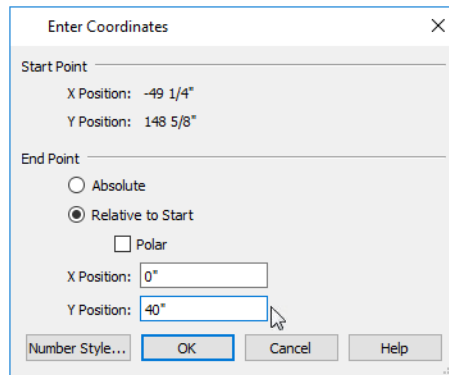 Enter Coordinates
Start Point
X Position: -49 1/4"
Y Position: 148 5/8"
End Point
Absolute
Relative to Start
Polar
X Position: 0"
Y Position: 40"
Number Style... OK Cancel Help